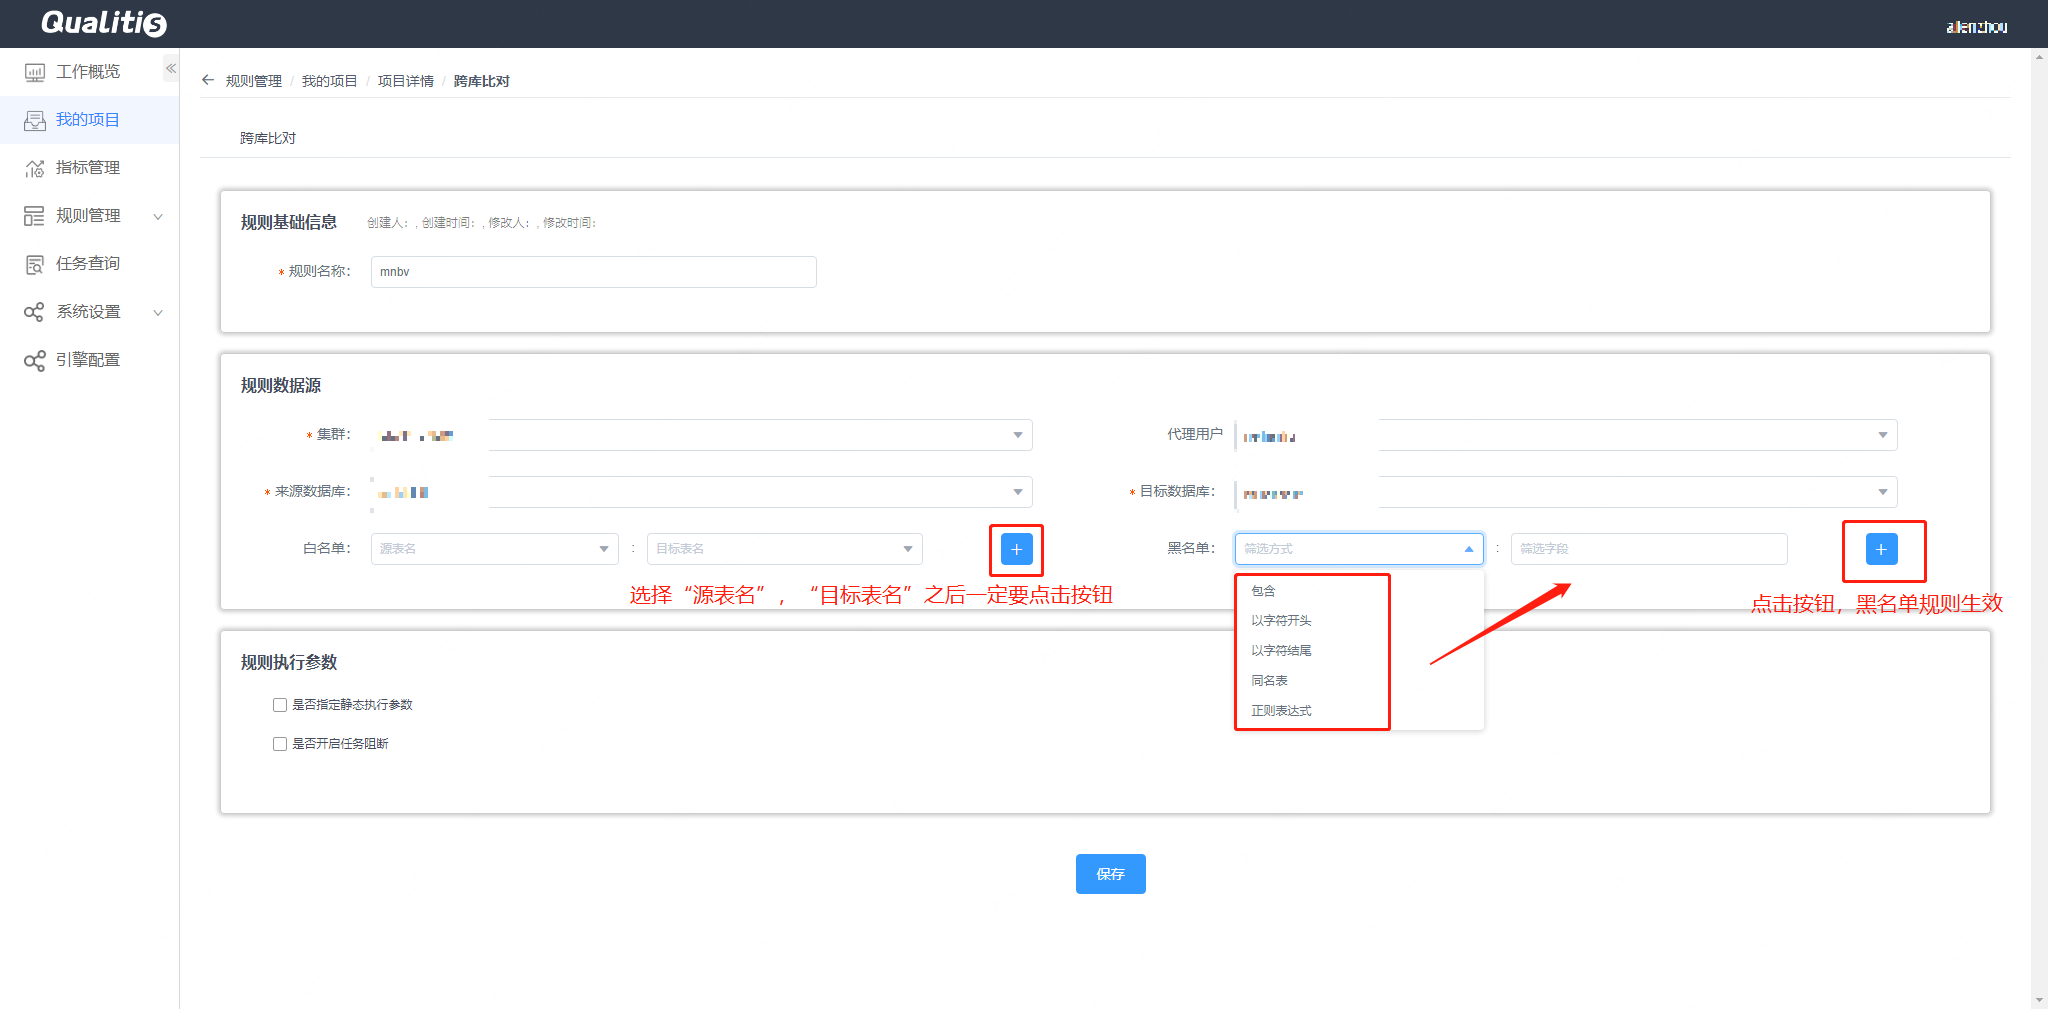 Qualitis
allenzhou
工作概览
我的项目
指标管理
规则管理
任务查询
系统设置
引擎配置
规则管理 / 我的项目 / 项目详情 / 跨库比对
跨库比对
规则基础信息 创建人: , 创建时间: , 修改人: , 修改时间:
* 规则名称: mnbv
规则数据源
* 集群:
代理用户
* 来源数据库:
* 目标数据库:
白名单: 源表名 : 目标表名 +
黑名单: 筛选方式 : 筛选字段 +
选择“源表名”,“目标表名”之后一定要点击按钮
点击按钮, 黑名单规则生效
包含
以字符开头
以字符结尾
同名表
正则表达式
规则执行参数
是否指定静态执行参数
是否开启任务阻断
保存